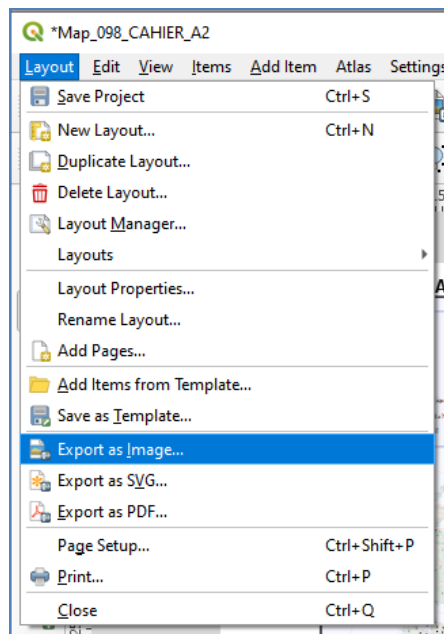 *Map_098_CAHIER_A2
Layout Edit View Items Add Item Atlas Settings
Save Project Ctrl+S
New Layout... Ctrl+N
Duplicate Layout...
Delete Layout...
Layout Manager...
Layouts
Layout Properties...
Rename Layout...
Add Pages...
Add Items from Template...
Save as Template...
Export as Image...
Export as SVG...
Export as PDF...
Page Setup... Ctrl+Shift+P
Print... Ctrl+P
Close Ctrl+Q